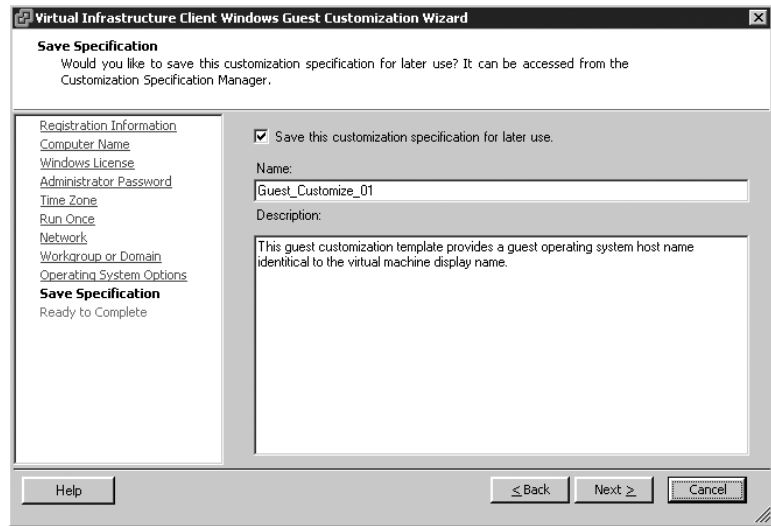 Virtual Infrastructure Client Windows Guest Customization Wizard
Save Specification
Would you like to save this customization specification for later use? It can be accessed from the
Customization Specification Manager.
Registration Information
Computer Name
Windows License
Administrator Password
Time Zone
Run Once
Network
Workgroup or Domain
Operating System Options
Save Specification
Ready to Complete
Save this customization specification for later use.
Name:
Guest_Customize_01
Description:
This guest customization template provides a guest operating system host name
identitical to the virtual machine display name.
Help
< Back
Next >
Cancel